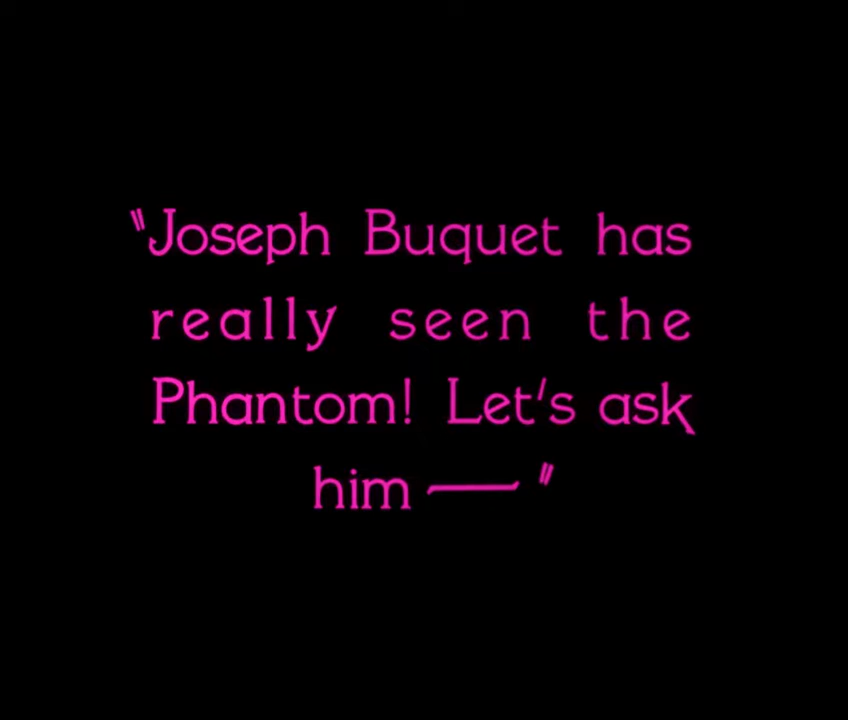 "Joseph Buquet has
really seen the
Phantom! Let's ask
him — "